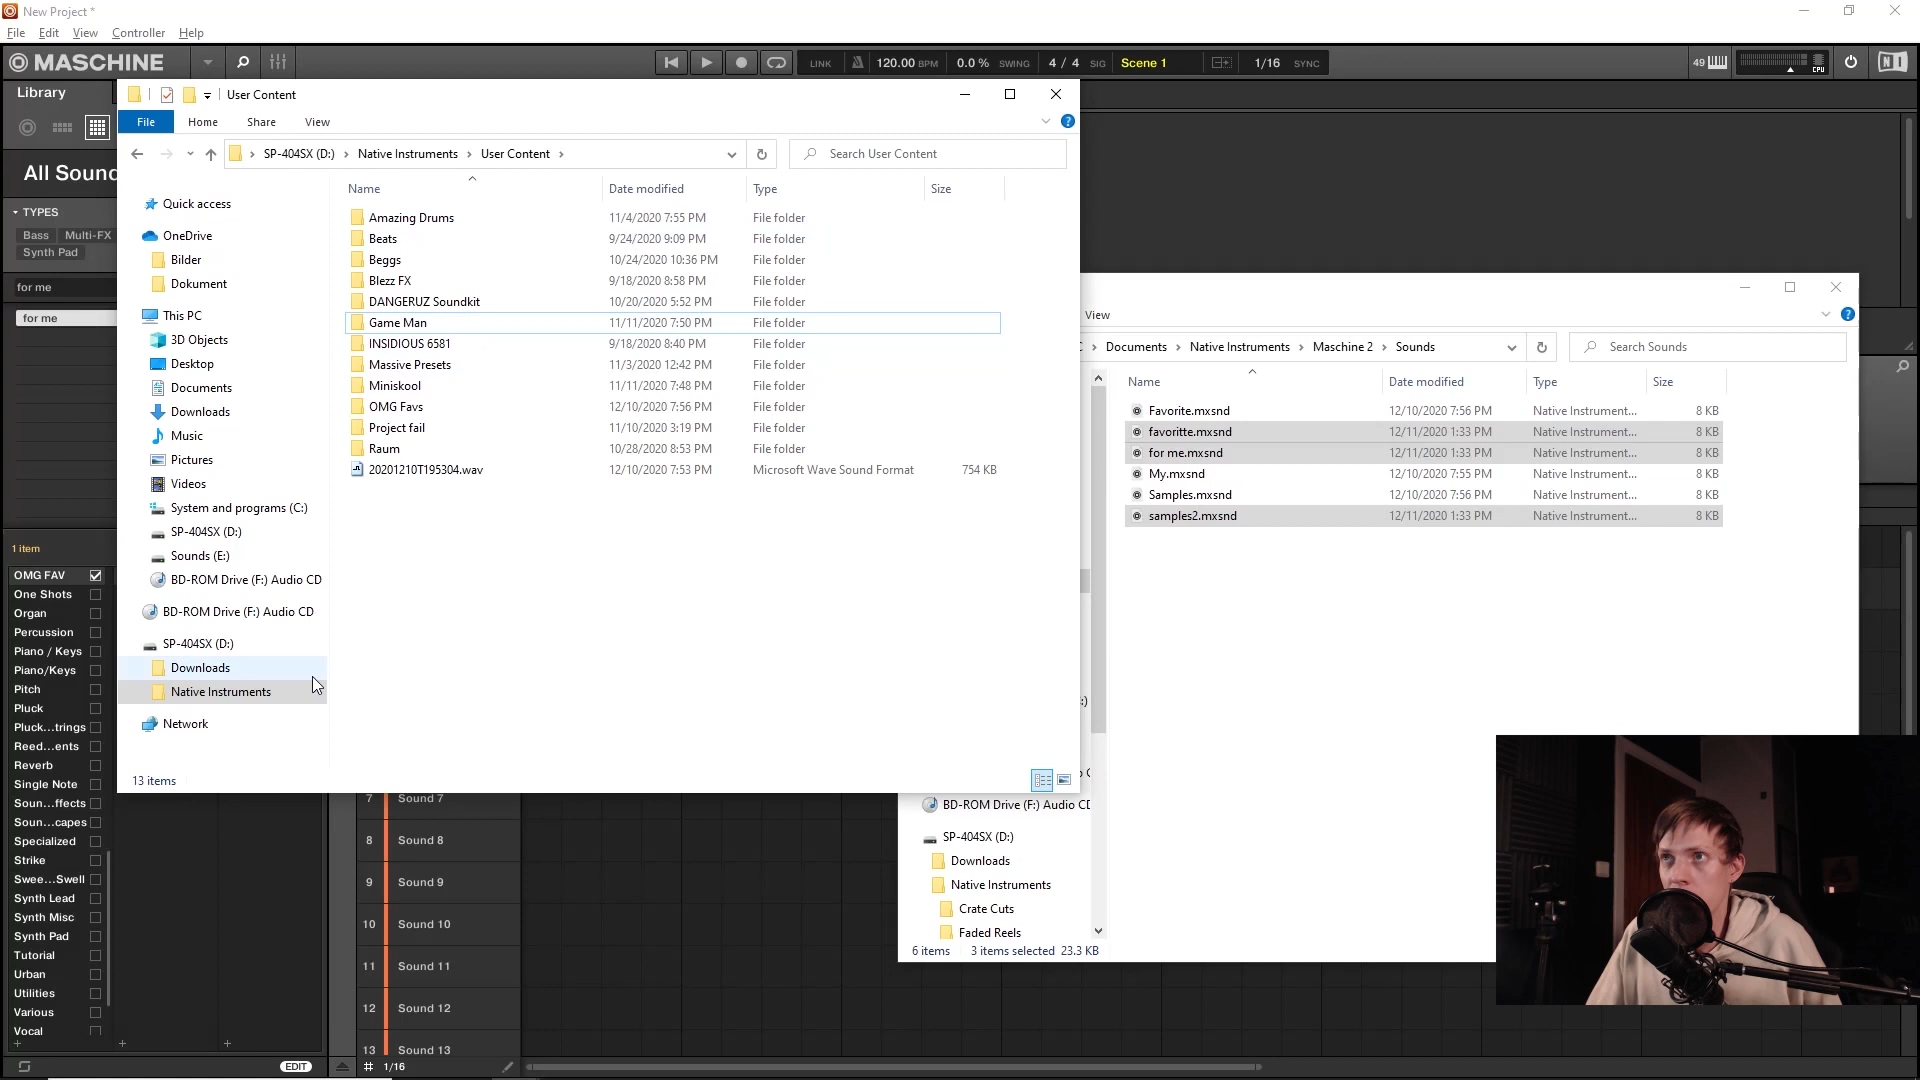 New Project *
File Edit View Controller Help
MASCHINE
LINK 120.00 BPM 0.0 % SWING 4 / 4 SIG Scene 1 1/16 SYNC
49 CPU NI
Library
All Soun
TYPES
Bass Multi-FX
Synth Pad
for me
for me
1 item
OMG FAV
One Shots
Organ
Percussion
Piano / Keys
Piano/Keys
Pitch
Pluck
Pluck...trings
Reed...ents
Reverb
Single Note
Soun...ffects
Soun...capes
Specialized
Strike
Swee...Swell
Synth Lead
Synth Misc
Synth Pad
Tutorial
Urban
Utilities
Various
Vocal
+ + +
EDIT
User Content
File Home Share View
SP-404SX (D:) Native Instruments User Content
Search User Content
Quick access
OneDrive
Bilder
Dokument
This PC
3D Objects
Desktop
Documents
Downloads
Music
Pictures
Videos
System and programs (C:)
SP-404SX (D:)
Sounds (E:)
BD-ROM Drive (F:) Audio CD
BD-ROM Drive (F:) Audio CD
SP-404SX (D:)
Downloads
Native Instruments
Network
13 items
Name Date modified Type Size
Amazing Drums 11/4/2020 7:55 PM File folder
Beats 9/24/2020 9:09 PM File folder
Beggs 10/24/2020 10:36 PM File folder
Blezz FX 9/18/2020 8:58 PM File folder
DANGERUZ Soundkit 10/20/2020 5:52 PM File folder
Game Man 11/11/2020 7:50 PM File folder
INSIDIOUS 6581 9/18/2020 8:40 PM File folder
Massive Presets 11/3/2020 12:42 PM File folder
Miniskool 11/11/2020 7:48 PM File folder
OMG Favs 12/10/2020 7:56 PM File folder
Project fail 11/10/2020 3:19 PM File folder
Raum 10/28/2020 8:53 PM File folder
20201210T195304.wav 12/10/2020 7:53 PM Microsoft Wave Sound Format 754 KB
View
Documents Native Instruments Maschine 2 Sounds
Search Sounds
Name Date modified Type Size
Favorite.mxsnd 12/10/2020 7:56 PM Native Instrument... 8 KB
favoritte.mxsnd 12/11/2020 1:33 PM Native Instrument... 8 KB
for me.mxsnd 12/11/2020 1:33 PM Native Instrument... 8 KB
My.mxsnd 12/10/2020 7:55 PM Native Instrument... 8 KB
Samples.mxsnd 12/10/2020 7:56 PM Native Instrument... 8 KB
samples2.mxsnd 12/11/2020 1:33 PM Native Instrument... 8 KB
:)
BD-ROM Drive (F:) Audio CD
SP-404SX (D:)
Downloads
Native Instruments
Crate Cuts
Faded Reels
6 items 3 items selected 23.3 KB
7 Sound 7
8 Sound 8
9 Sound 9
10 Sound 10
11 Sound 11
12 Sound 12
13 Sound 13
# 1/16